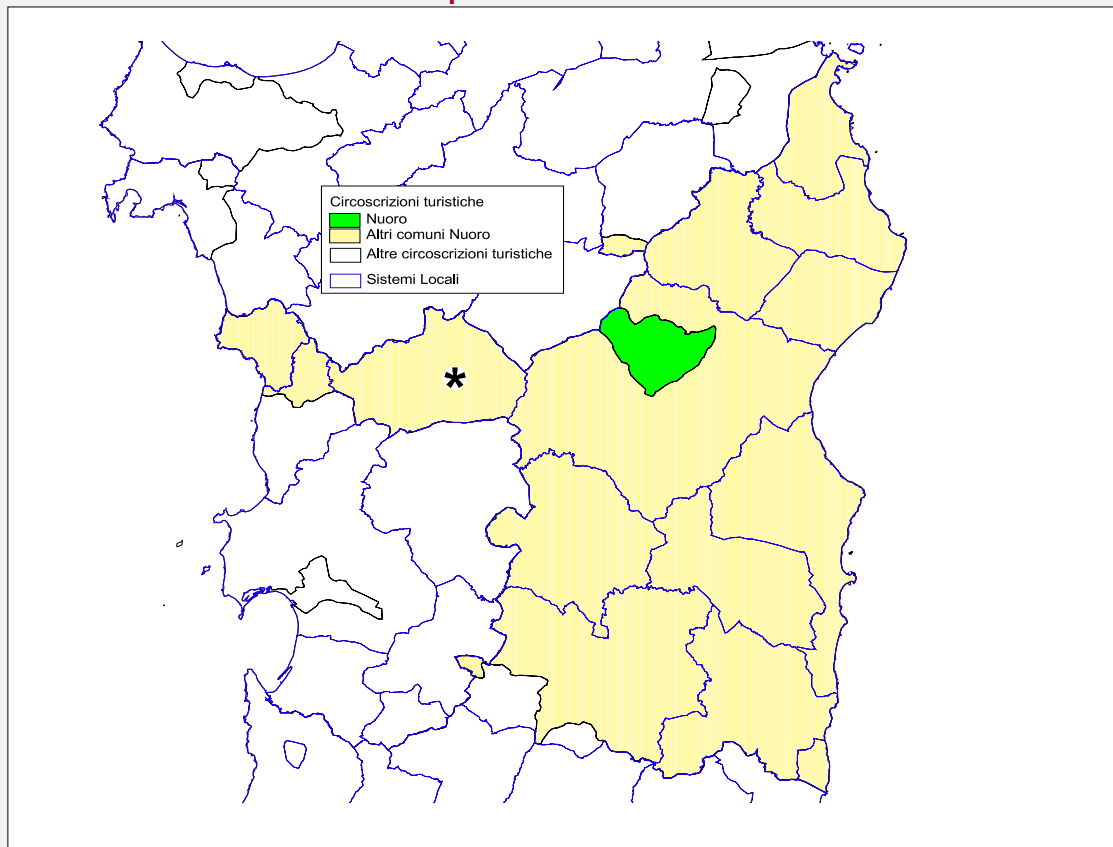 Circoscrizioni turistiche
Nuoro
Altri comuni Nuoro
Altre circoscrizioni turistiche
Sistemi Locali
*